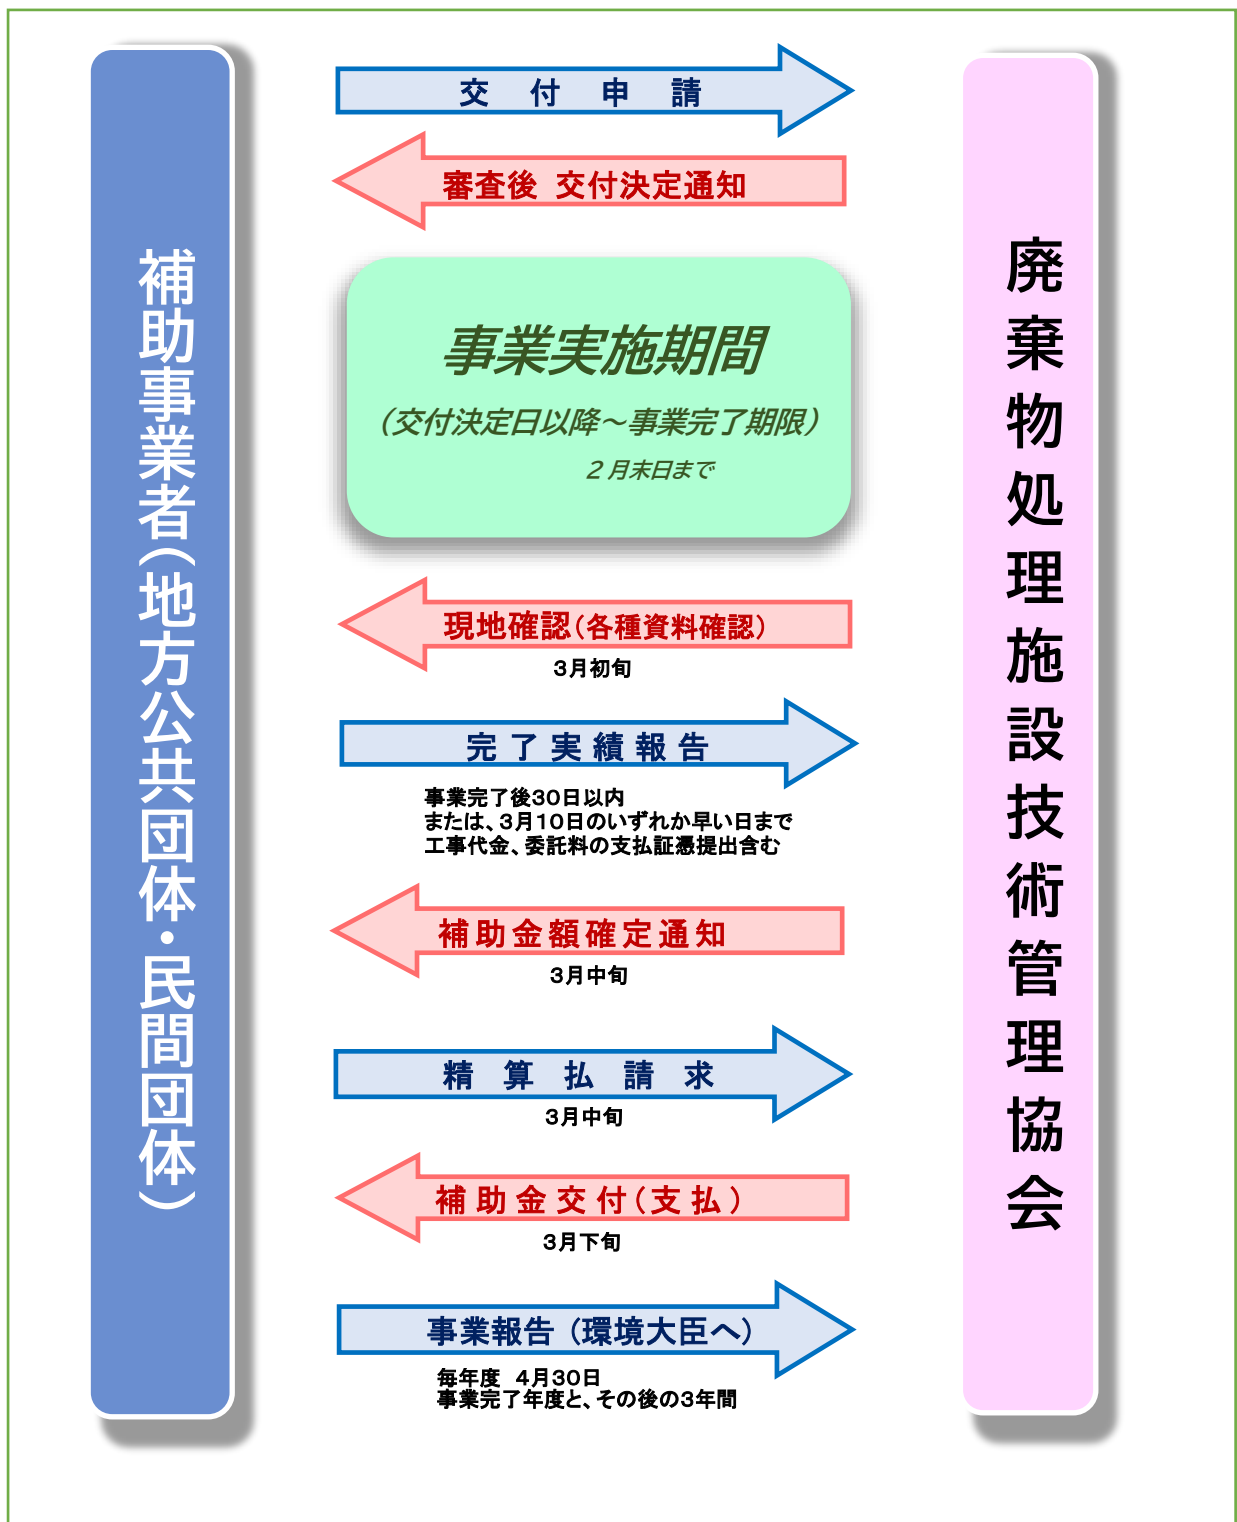 補助事業者（地方公共団体・民間団体）
交付申請
審査後 交付決定通知
事業実施期間
（交付決定日以降～事業完了期限）
２月末日まで
現地確認（各種資料確認）
３月初旬
完了実績報告
事業完了後３０日以内
または、３月１０日のいずれか早い日まで
工事代金、委託料の支払証憑提出含む
補助金額確定通知
３月中旬
精算払請求
３月中旬
補助金交付（支払）
３月下旬
事業報告（環境大臣へ）
毎年度　４月３０日
事業完了年度と、その後の３年間
廃棄物処理施設技術管理協会